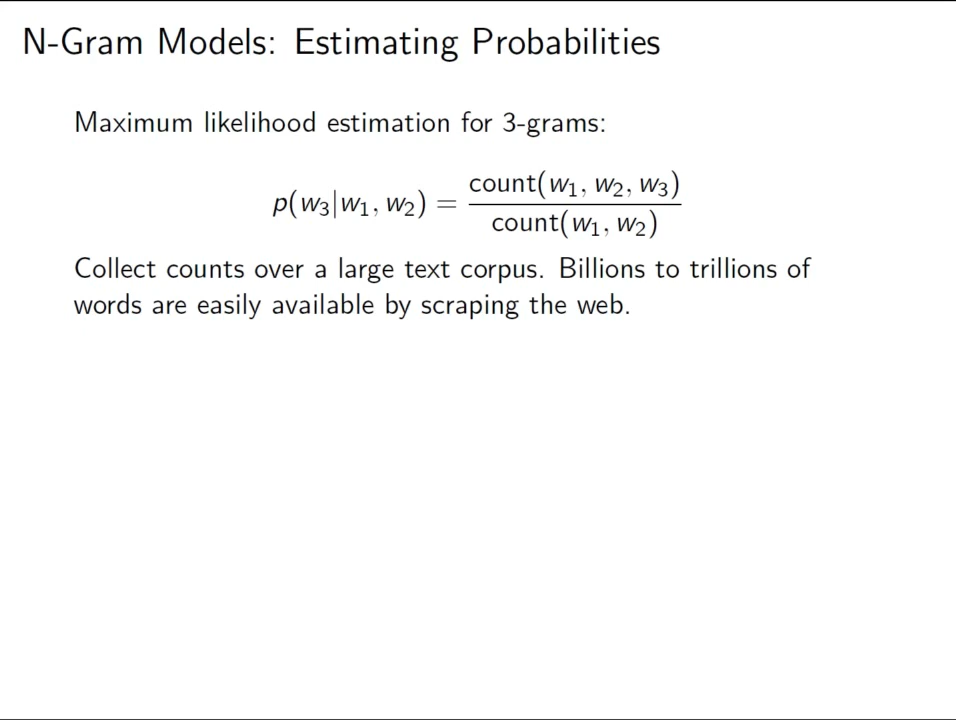 N-Gram Models: Estimating Probabilities
Maximum likelihood estimation for 3-grams:
p(w₃|w₁, w₂) = count(w₁, w₂, w₃) / count(w₁, w₂)
Collect counts over a large text corpus. Billions to trillions of
words are easily available by scraping the web.